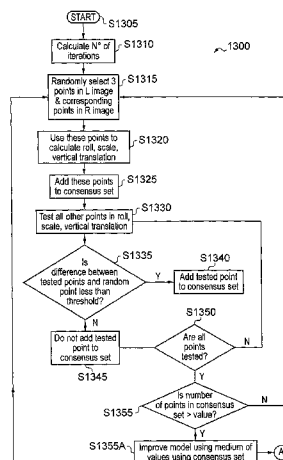 START
S1305
Calculate N° of
iterations
S1310
1300
Randomly select 3
points in L image
& corresponding
points in R image
S1315
Use these points to
calculate roll, scale,
vertical translation
S1320
Add these points to
consensus set
S1325
Test all other points in roll,
scale, vertical translation
S1330
Is
difference between
tested points and random
point less than
threshold?
S1335
Y
S1340
Add tested point
to consensus set
N
Do not add tested
point to
consensus set
S1345
S1350
Are all
points
tested?
N
Y
Is number
of points in consensus
set > value?
S1355
N
Y
S1355A
Improve model using medium of
values using consensus set
A